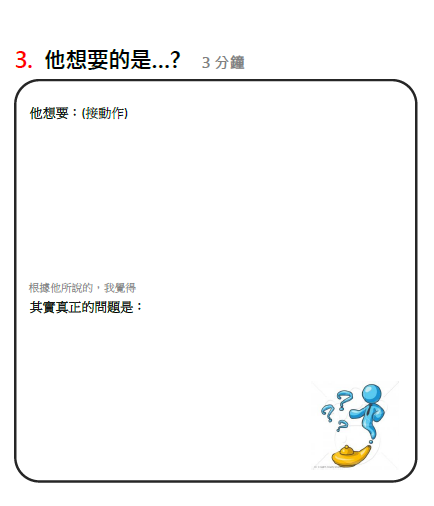 3. 他想要的是...? 3 分鐘
他想要：(接動作)
根據他所說的，我覺得
其實真正的問題是：